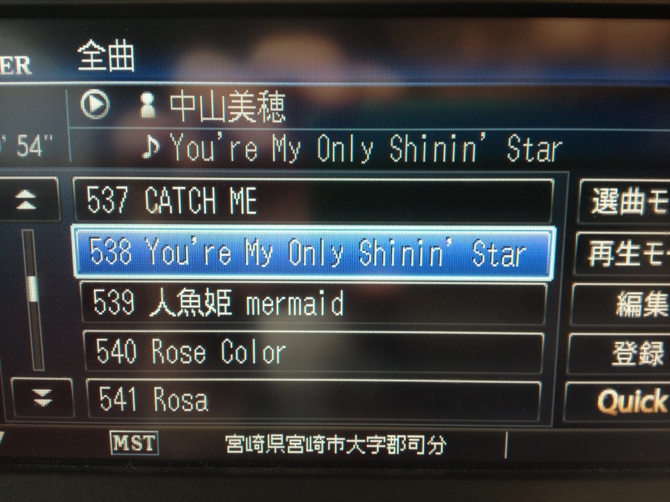 ER 全曲
中山美穂
' 54" You're My Only Shinin' Star
537 CATCH ME
選曲モ
538 You're My Only Shinin' Star
再生モー
539 人魚姫 mermaid
編集
540 Rose Color
登録
541 Rosa
Quick
MST 宮崎県宮崎市大字郡司分